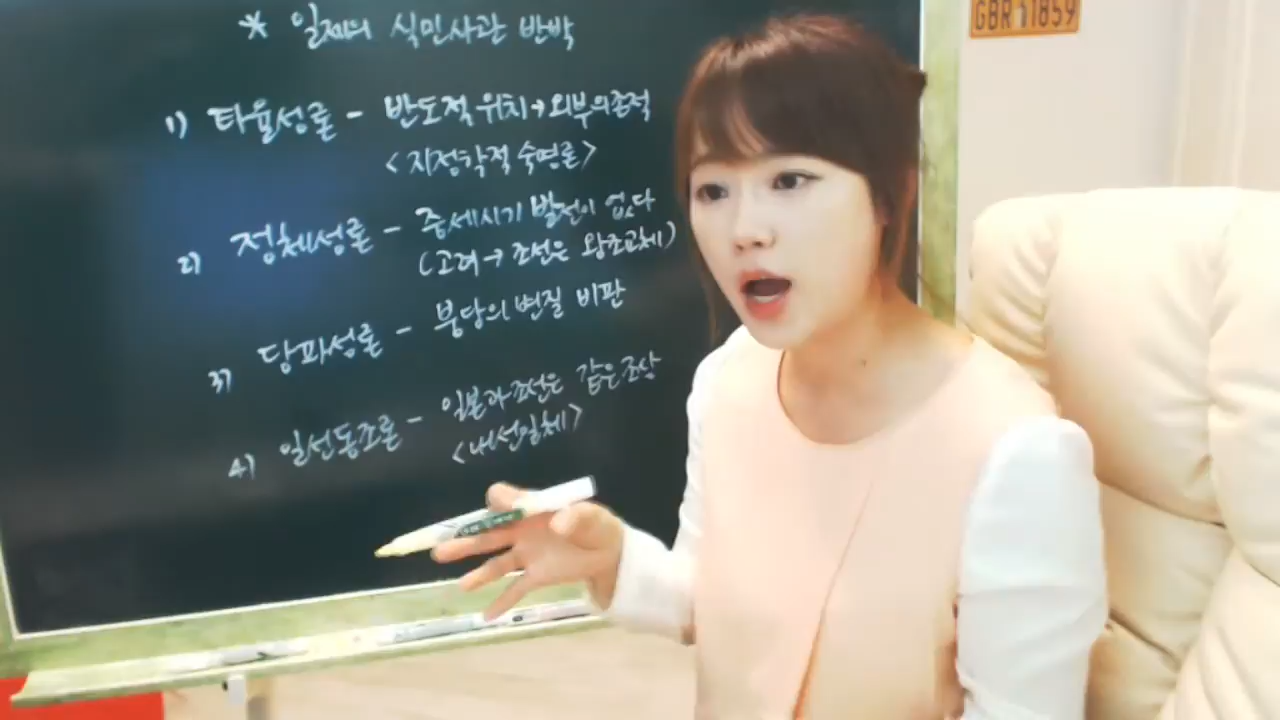 * 일제의 식민사관 반박
1) 타율성론 - 반도적 위치→외부의존적
<지정학적 숙명론>
2) 정체성론 - 중세시기 발전이 없다
(고려→조선은 왕조교체)
3) 당파성론 - 붕당의 변질 비판
4) 일선동조론 - 일본과 조선은 같은 조상
<내선일체>
GBR 11859